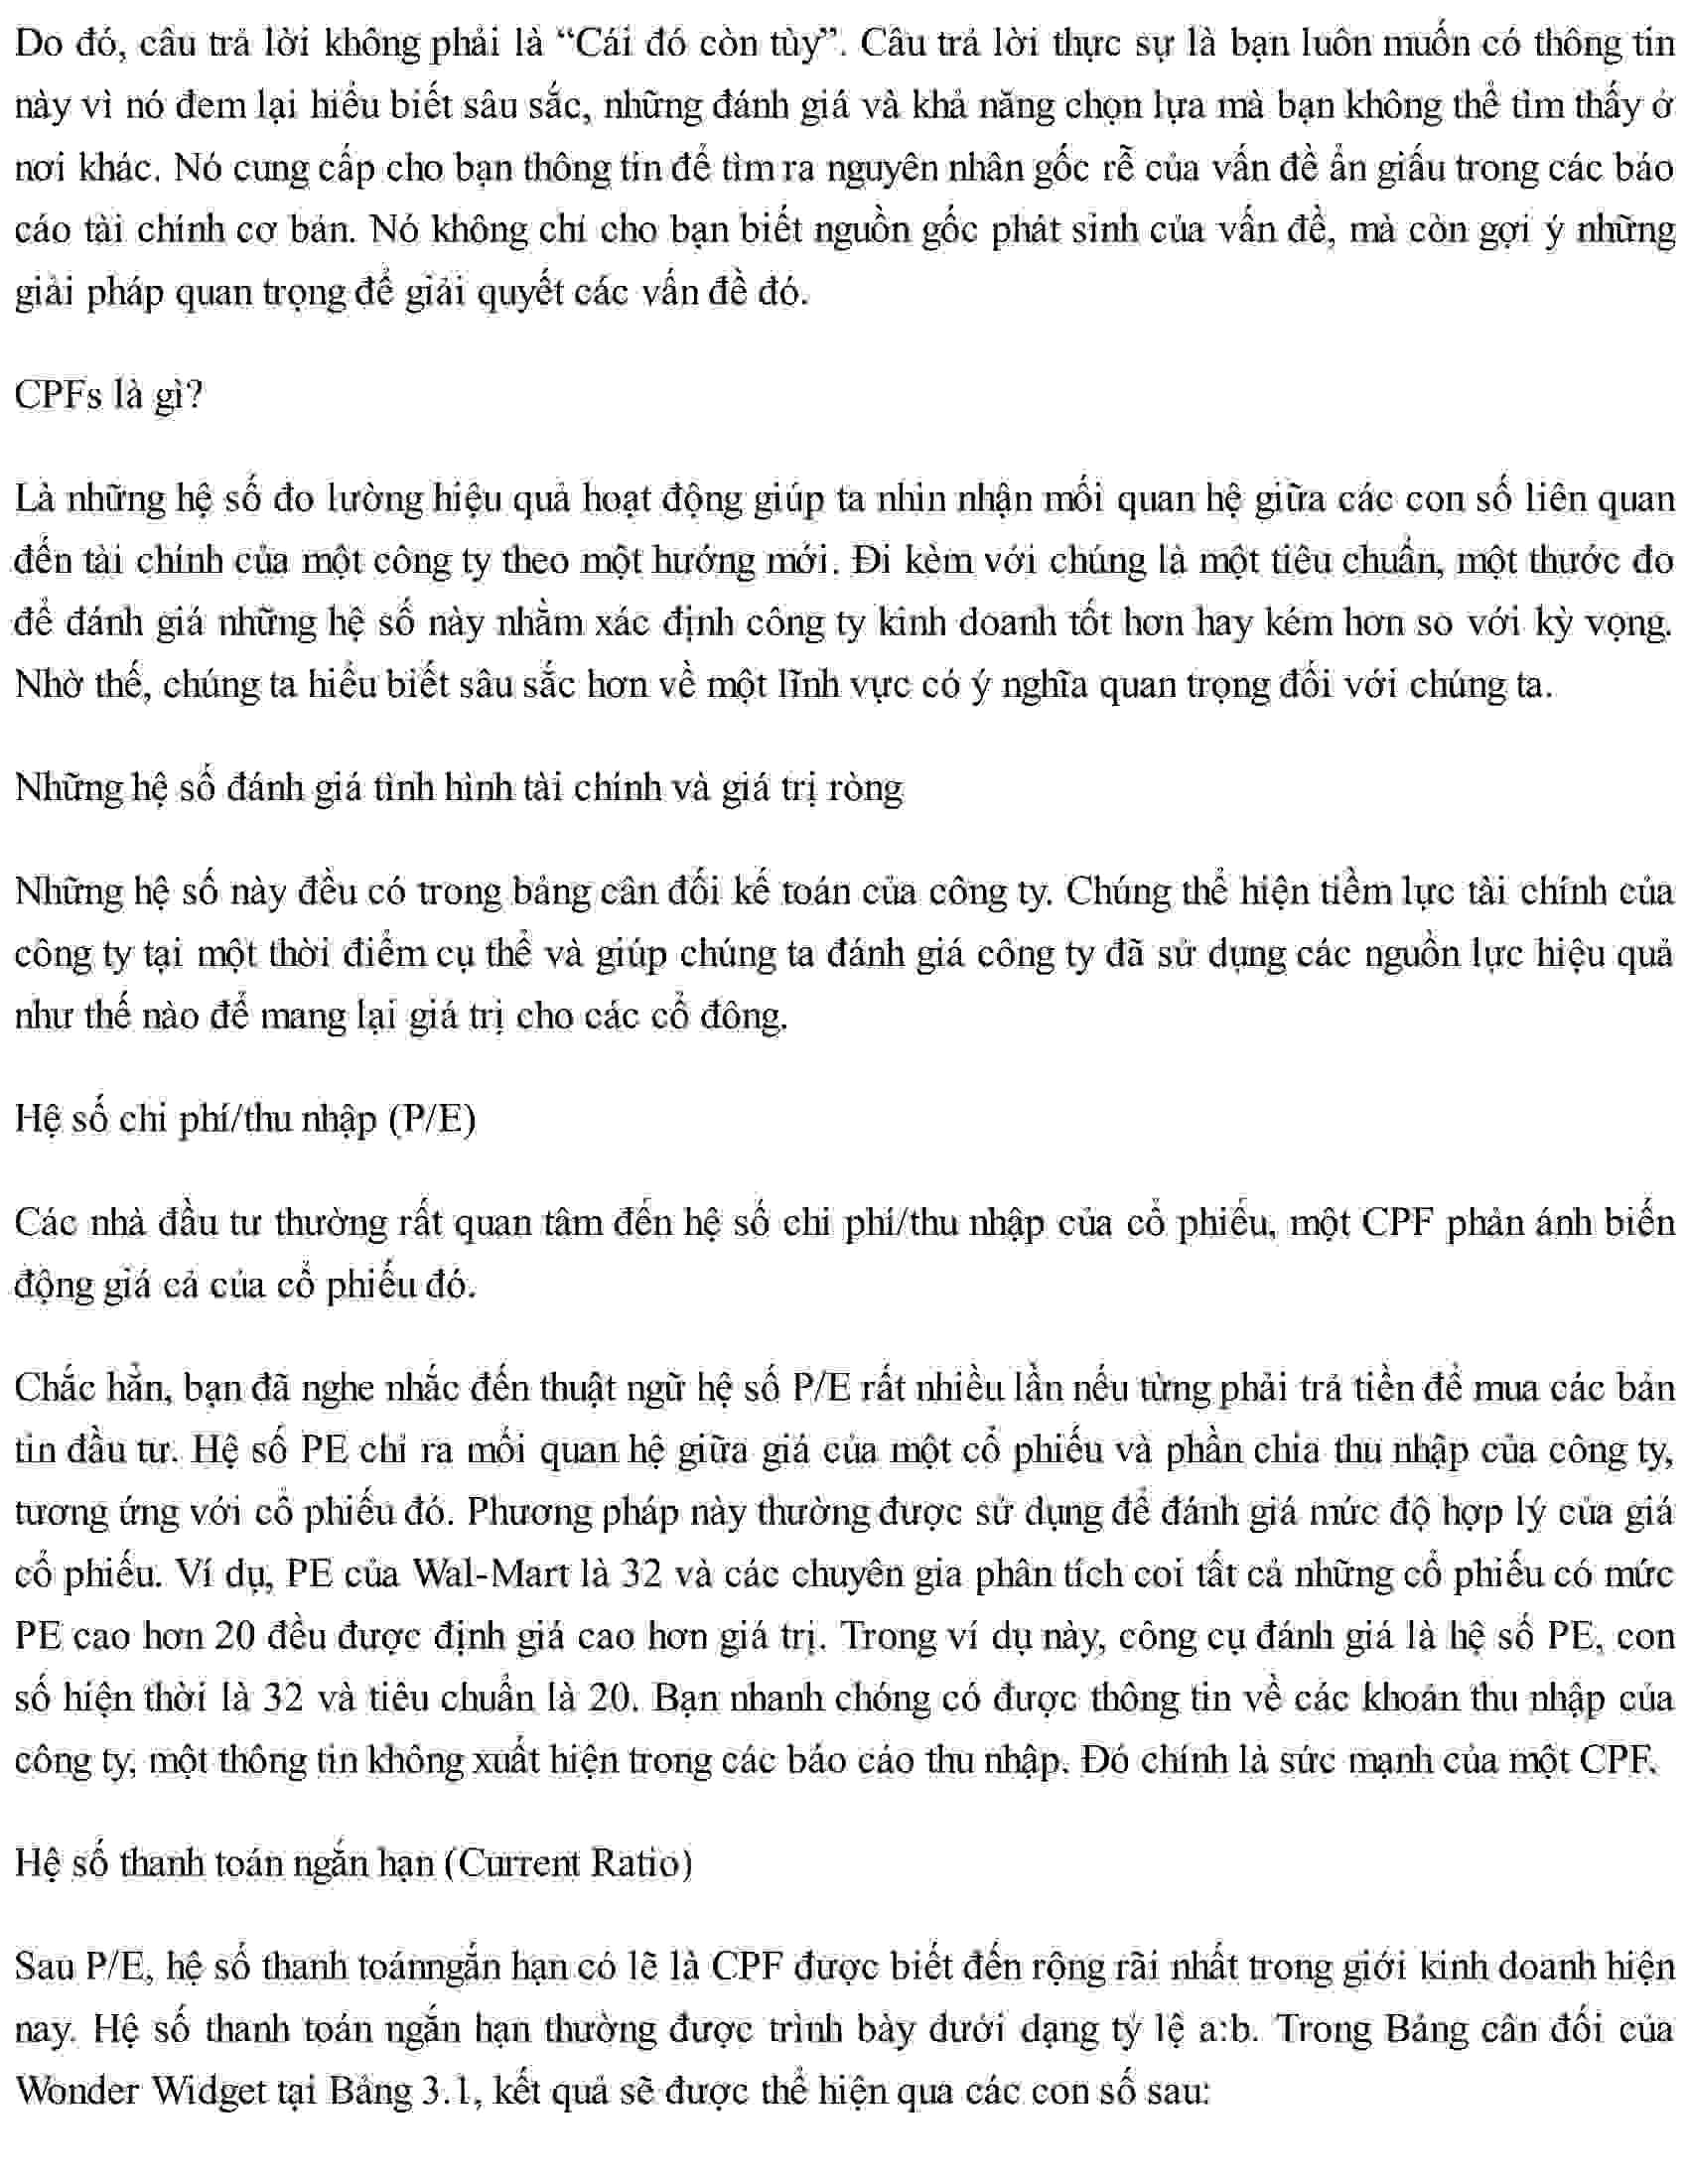 Do đó, câu trả lời không phải là “Cái đó còn tùy”. Câu trả lời thực sự là bạn luôn muốn có thông tin
này vì nó đem lại hiểu biết sâu sắc, những đánh giá và khả năng chọn lựa mà bạn không thể tìm thấy ở
nơi khác. Nó cung cấp cho bạn thông tin để tìm ra nguyên nhân gốc rễ của vấn đề ẩn giấu trong các báo
cáo tài chính cơ bản. Nó không chỉ cho bạn biết nguồn gốc phát sinh của vấn đề, mà còn gợi ý những
giải pháp quan trọng để giải quyết các vấn đề đó.
CPFs là gì?
Là những hệ số đo lường hiệu quả hoạt động giúp ta nhìn nhận mối quan hệ giữa các con số liên quan
đến tài chính của một công ty theo một hướng mới. Đi kèm với chúng là một tiêu chuẩn, một thước đo
để đánh giá những hệ số này nhằm xác định công ty kinh doanh tốt hơn hay kém hơn so với kỳ vọng.
Nhờ thế, chúng ta hiểu biết sâu sắc hơn về một lĩnh vực có ý nghĩa quan trọng đối với chúng ta.
Những hệ số đánh giá tình hình tài chính và giá trị ròng
Những hệ số này đều có trong bảng cân đối kế toán của công ty. Chúng thể hiện tiềm lực tài chính của
công ty tại một thời điểm cụ thể và giúp chúng ta đánh giá công ty đã sử dụng các nguồn lực hiệu quả
như thế nào để mang lại giá trị cho các cổ đông.
Hệ số chi phí/thu nhập (P/E)
Các nhà đầu tư thường rất quan tâm đến hệ số chi phí/thu nhập của cổ phiếu, một CPF phản ánh biến
động giá cả của cổ phiếu đó.
Chắc hẳn, bạn đã nghe nhắc đến thuật ngữ hệ số P/E rất nhiều lần nếu từng phải trả tiền để mua các bản
tin đầu tư. Hệ số PE chỉ ra mối quan hệ giữa giá của một cổ phiếu và phần chia thu nhập của công ty,
tương ứng với cổ phiếu đó. Phương pháp này thường được sử dụng để đánh giá mức độ hợp lý của giá
cổ phiếu. Ví dụ, PE của Wal-Mart là 32 và các chuyên gia phân tích coi tất cả những cổ phiếu có mức
PE cao hơn 20 đều được định giá cao hơn giá trị. Trong ví dụ này, công cụ đánh giá là hệ số PE, con
số hiện thời là 32 và tiêu chuẩn là 20. Bạn nhanh chóng có được thông tin về các khoản thu nhập của
công ty, một thông tin không xuất hiện trong các báo cáo thu nhập. Đó chính là sức mạnh của một CPF.
Hệ số thanh toán ngắn hạn (Current Ratio)
Sau P/E, hệ số thanh toánngắn hạn có lẽ là CPF được biết đến rộng rãi nhất trong giới kinh doanh hiện
nay. Hệ số thanh toán ngắn hạn thường được trình bày dưới dạng tỷ lệ a:b. Trong Bảng cân đối của
Wonder Widget tại Bảng 3.1, kết quả sẽ được thể hiện qua các con số sau: